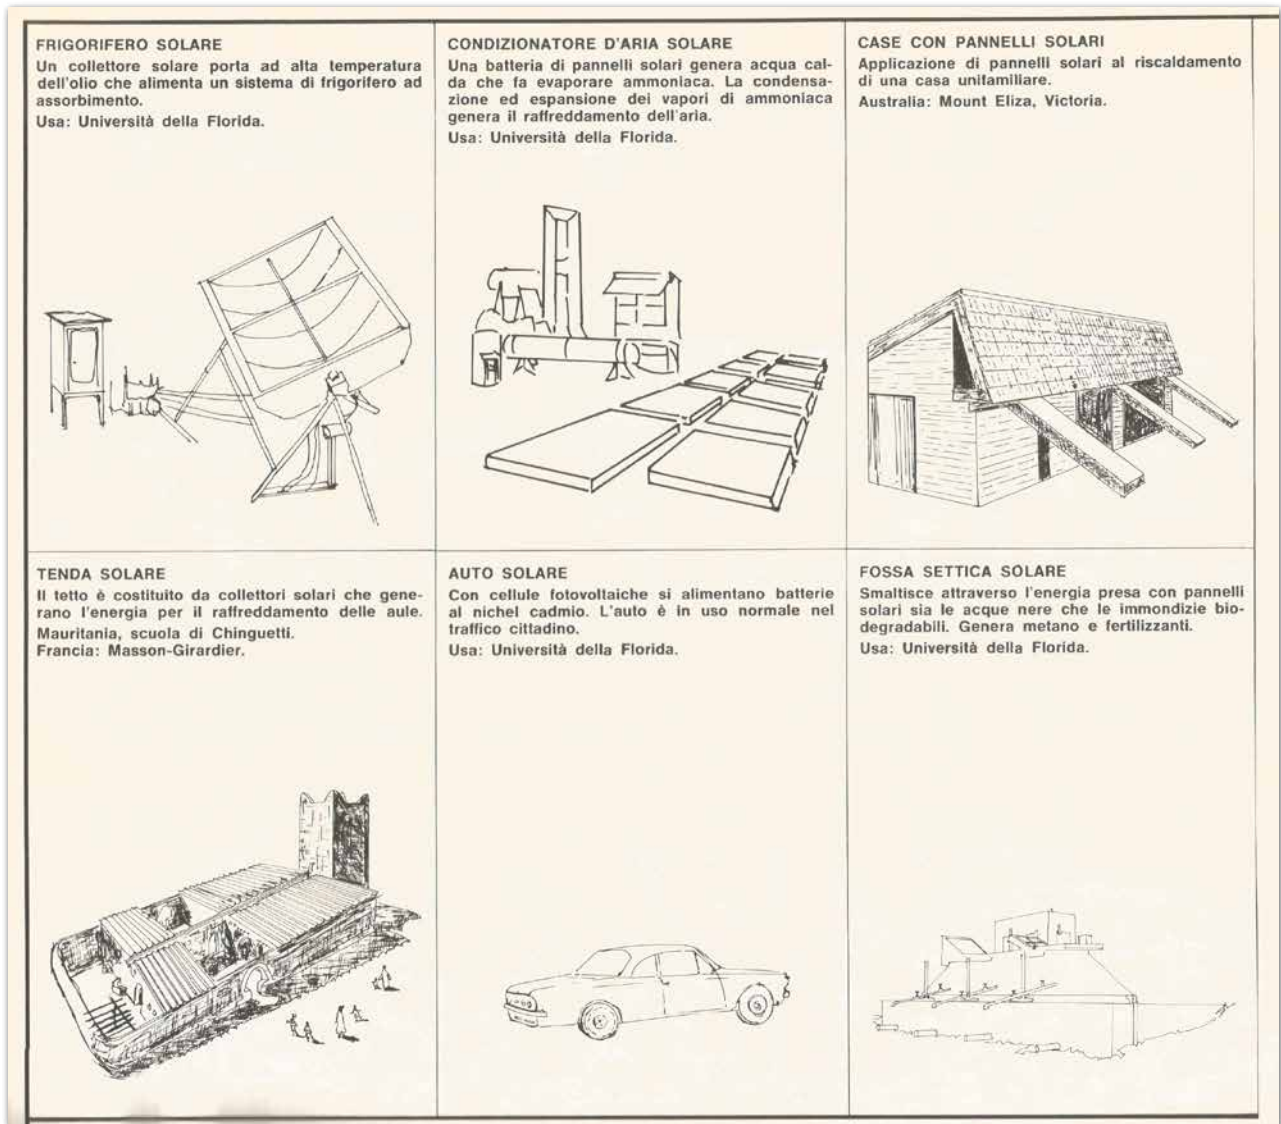 FRIGORIFERO SOLARE
Un collettore solare porta ad alta temperatura
dell'olio che alimenta un sistema di frigorifero ad
assorbimento.
Usa: Università della Florida.
CONDIZIONATORE D'ARIA SOLARE
Una batteria di pannelli solari genera acqua cal-
da che fa evaporare ammoniaca. La condensa-
zione ed espansione dei vapori di ammoniaca
genera il raffreddamento dell'aria.
Usa: Università della Florida.
CASE CON PANNELLI SOLARI
Applicazione di pannelli solari al riscaldamento
di una casa unifamiliare.
Australia: Mount Eliza, Victoria.
TENDA SOLARE
Il tetto è costituito da collettori solari che gene-
rano l'energia per il raffreddamento delle aule.
Mauritania, scuola di Chinguetti.
Francia: Masson-Girardier.
AUTO SOLARE
Con cellule fotovoltaiche si alimentano batterie
al nichel cadmio. L'auto è in uso normale nel
traffico cittadino.
Usa: Università della Florida.
FOSSA SETTICA SOLARE
Smaltisce attraverso l'energia presa con pannelli
solari sia le acque nere che le immondizie bio-
degradabili. Genera metano e fertilizzanti.
Usa: Università della Florida.